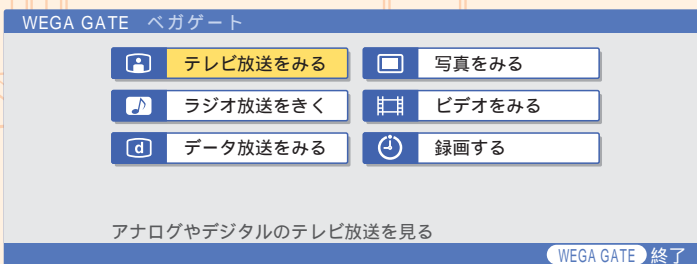 WEGA GATE ベガゲート
テレビ放送をみる
写真をみる
ラジオ放送をきく
ビデオをみる
d データ放送をみる
録画する
アナログやデジタルのテレビ放送を見る
WEGA GATE 終了